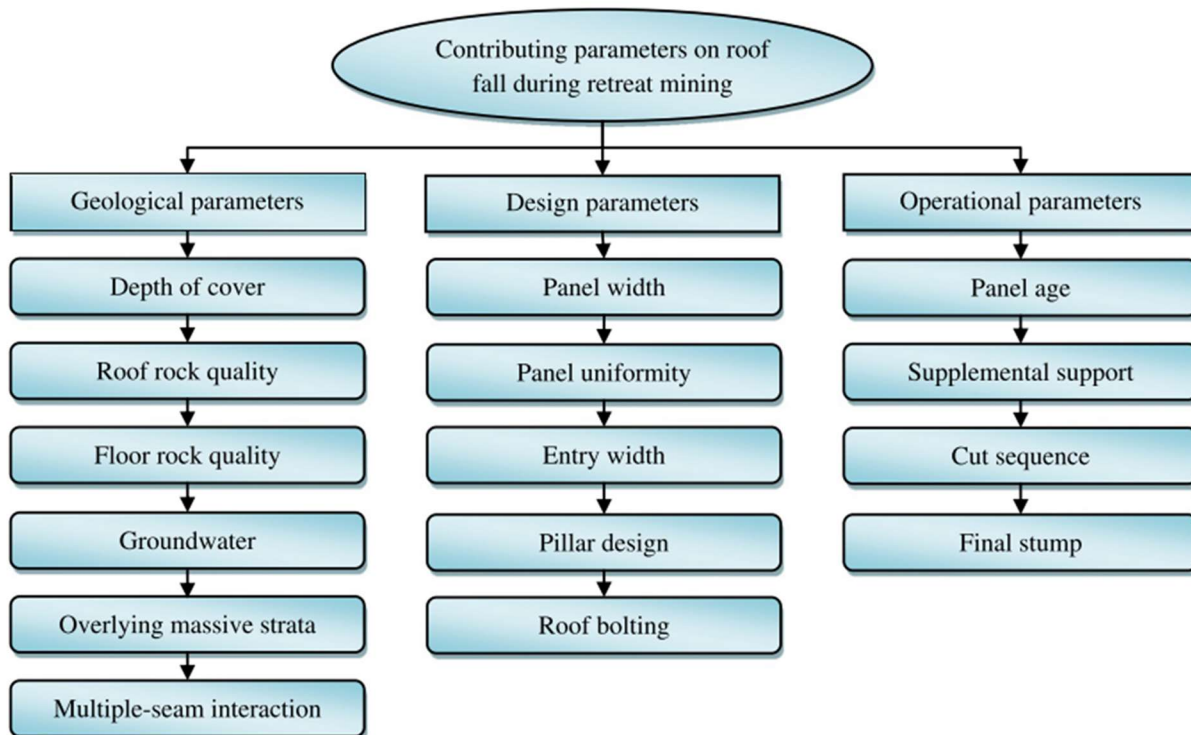 Contributing parameters on roof
fall during retreat mining
Geological parameters
Depth of cover
Roof rock quality
Floor rock quality
Groundwater
Overlying massive strata
Multiple-seam interaction
Design parameters
Panel width
Panel uniformity
Entry width
Pillar design
Roof bolting
Operational parameters
Panel age
Supplemental support
Cut sequence
Final stump